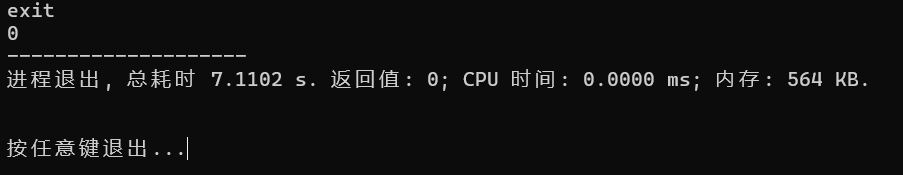 exit
0
--------------------
进程退出, 总耗时 7.1102 s. 返回值: 0; CPU 时间: 0.0000 ms; 内存: 564 KB.
按任意键退出...